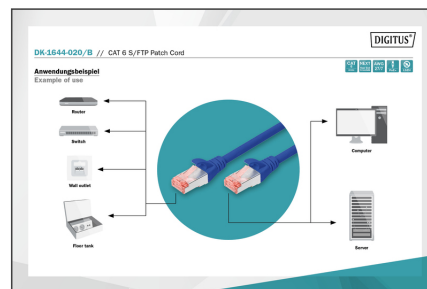 DIGITUS®
DK-1644-020/B // CAT 6 S/FTP Patch Cord
Anwendungsbeispiel
Example of use
Router
Switch
Wall outlet
Floor tank
Computer
Server